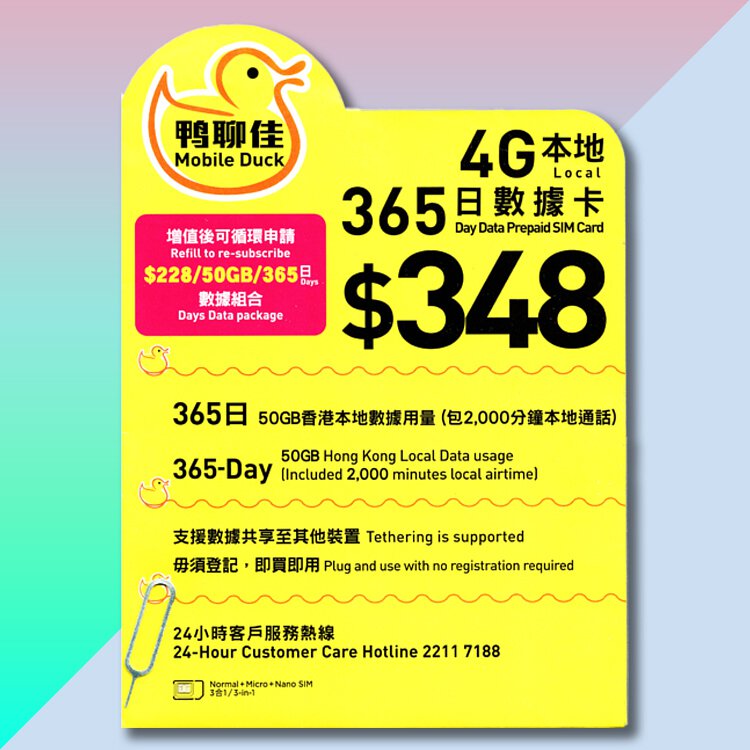 鸭聊佳
Mobile Duck
4G本地
Local
365日數據卡
Day Data Prepaid SIM Card
$348
增值後可循環申請
Refill to re-subscribe
$228/50GB/365日
Days
數據組合
Days Data package
365日 50GB香港本地數據用量 (包2,000分鐘本地通話)
365-Day 50GB Hong Kong Local Data usage
(Included 2,000 minutes local airtime)
支援數據共享至其他裝置 Tethering is supported
毋須登記，即買即用 Plug and use with no registration required
24小時客戶服務熱線
24-Hour Customer Care Hotline 2211 7188
Normal+Micro+Nano SIM
3合1/3-in-1